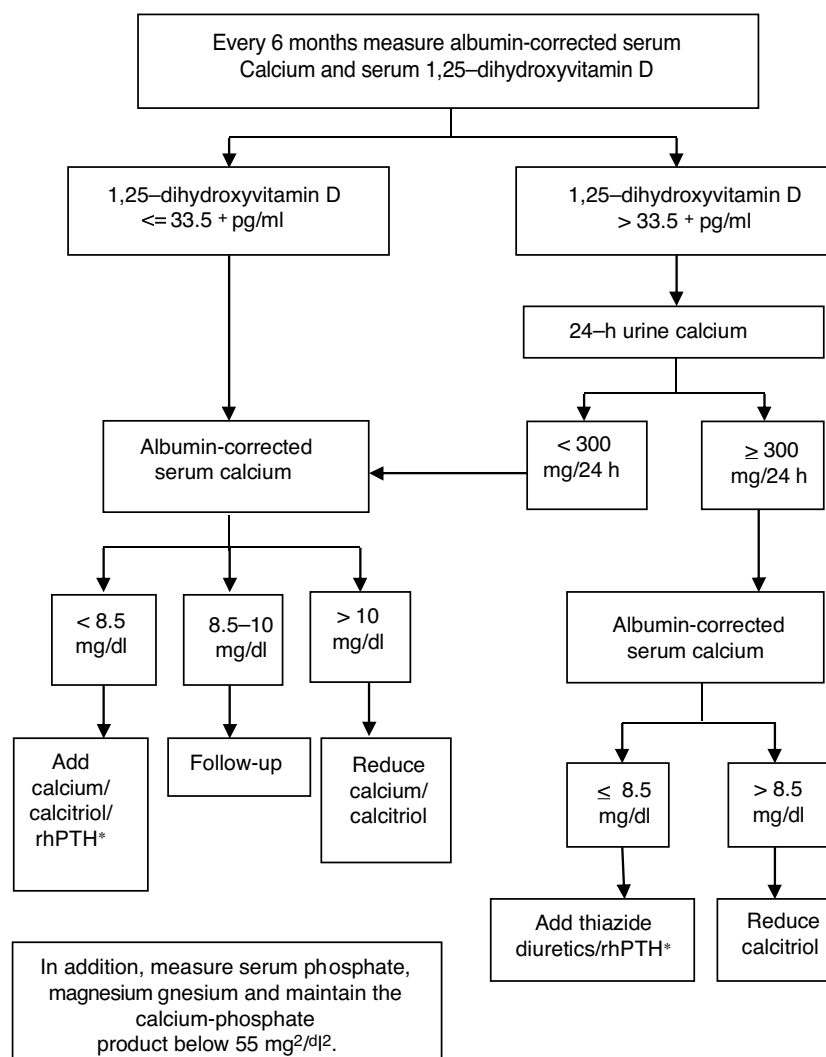 Every 6 months measure albumin-corrected serum
Calcium and serum 1,25–dihydroxyvitamin D
1,25–dihydroxyvitamin D
<= 33.5 + pg/ml
1,25–dihydroxyvitamin D
> 33.5 + pg/ml
24–h urine calcium
Albumin-corrected
serum calcium
< 300
mg/24 h
≥ 300
mg/24 h
< 8.5
mg/dl
8.5–10
mg/dl
> 10
mg/dl
Albumin-corrected
serum calcium
Add
calcium/
calcitriol/
rhPTH*
Follow-up
Reduce
calcium/
calcitriol
≤ 8.5
mg/dl
> 8.5
mg/dl
Add thiazide
diuretics/rhPTH*
Reduce
calcitriol
In addition, measure serum phosphate,
magnesium gnesium and maintain the
calcium-phosphate
product below 55 mg²/dl².